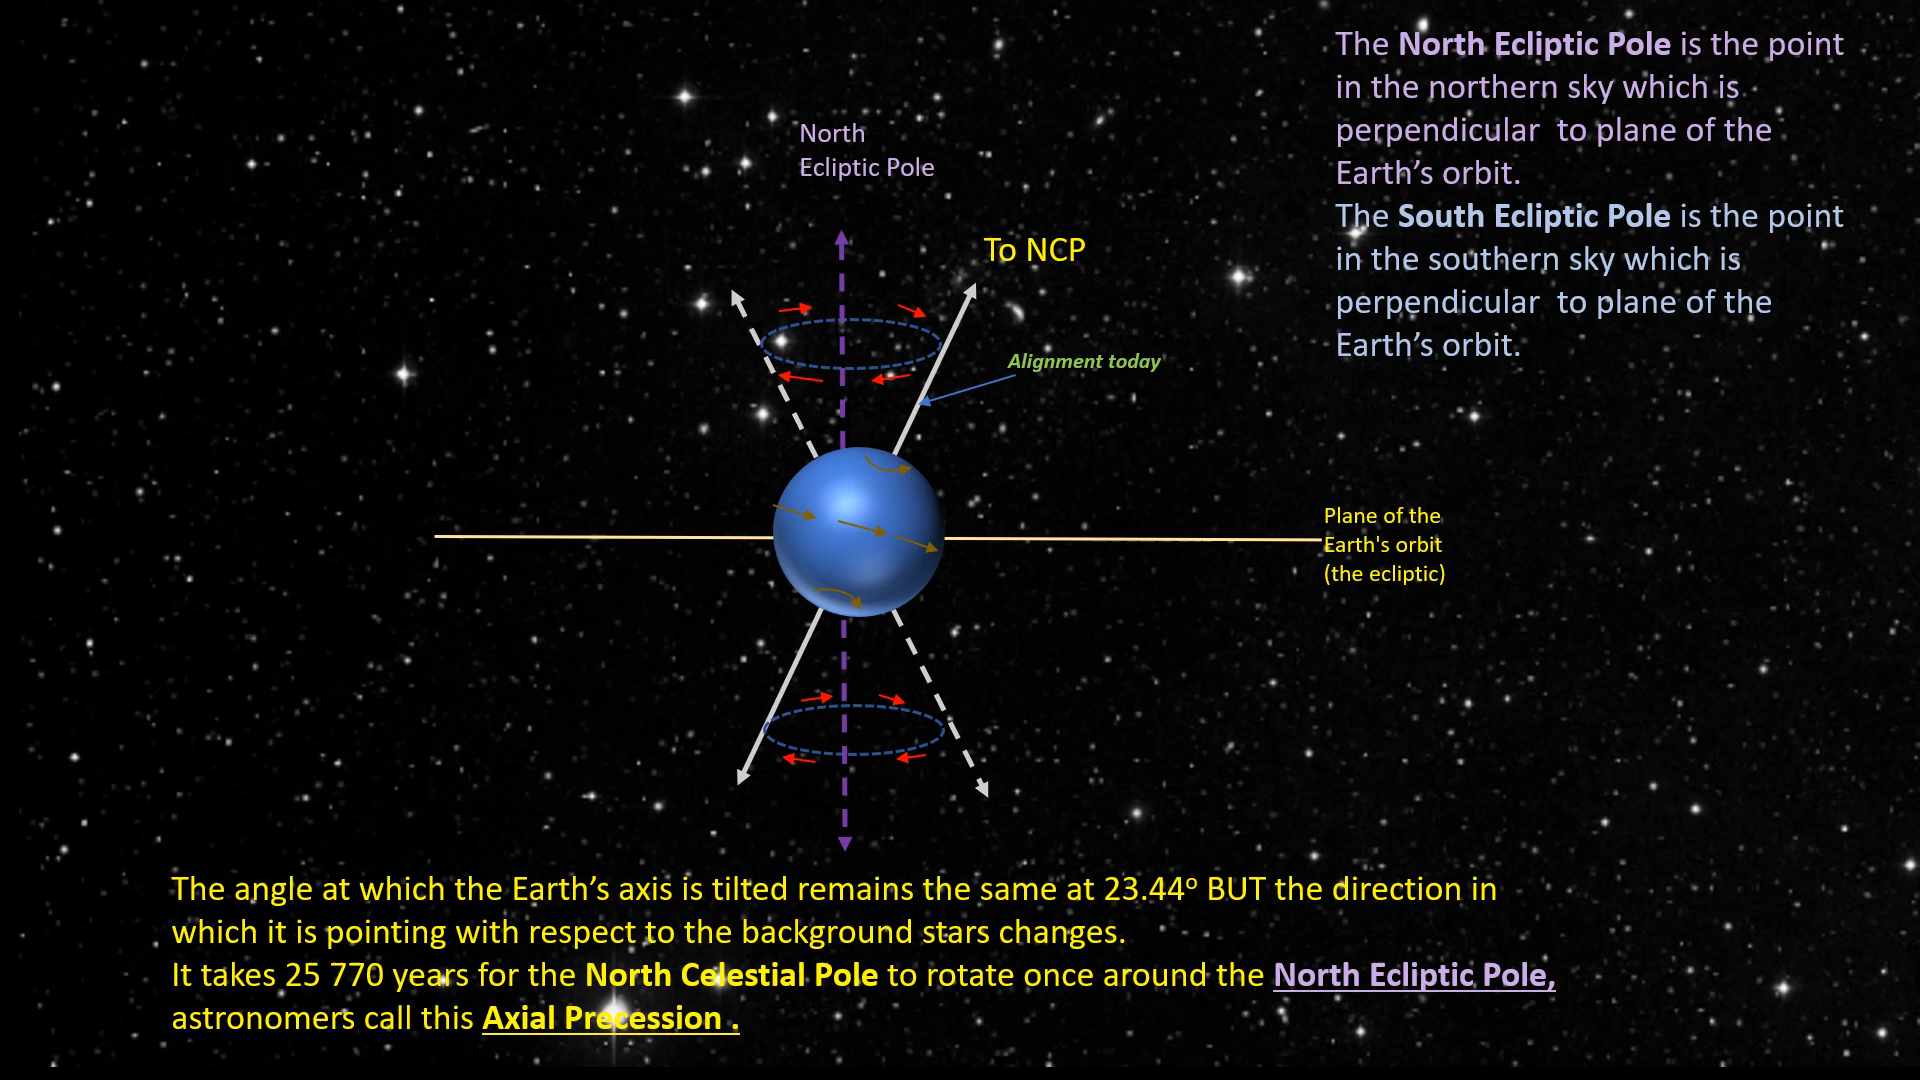 The North Ecliptic Pole is the point
in the northern sky which is
perpendicular  to plane of the
Earth’s orbit.
The South Ecliptic Pole is the point
in the southern sky which is
perpendicular  to plane of the
Earth’s orbit.
North
Ecliptic Pole
To NCP
Alignment today
Plane of the
Earth's orbit
(the ecliptic)
The angle at which the Earth’s axis is tilted remains the same at 23.44º BUT the direction in
which it is pointing with respect to the background stars changes.
It takes 25 770 years for the North Celestial Pole to rotate once around the North Ecliptic Pole,
astronomers call this Axial Precession .